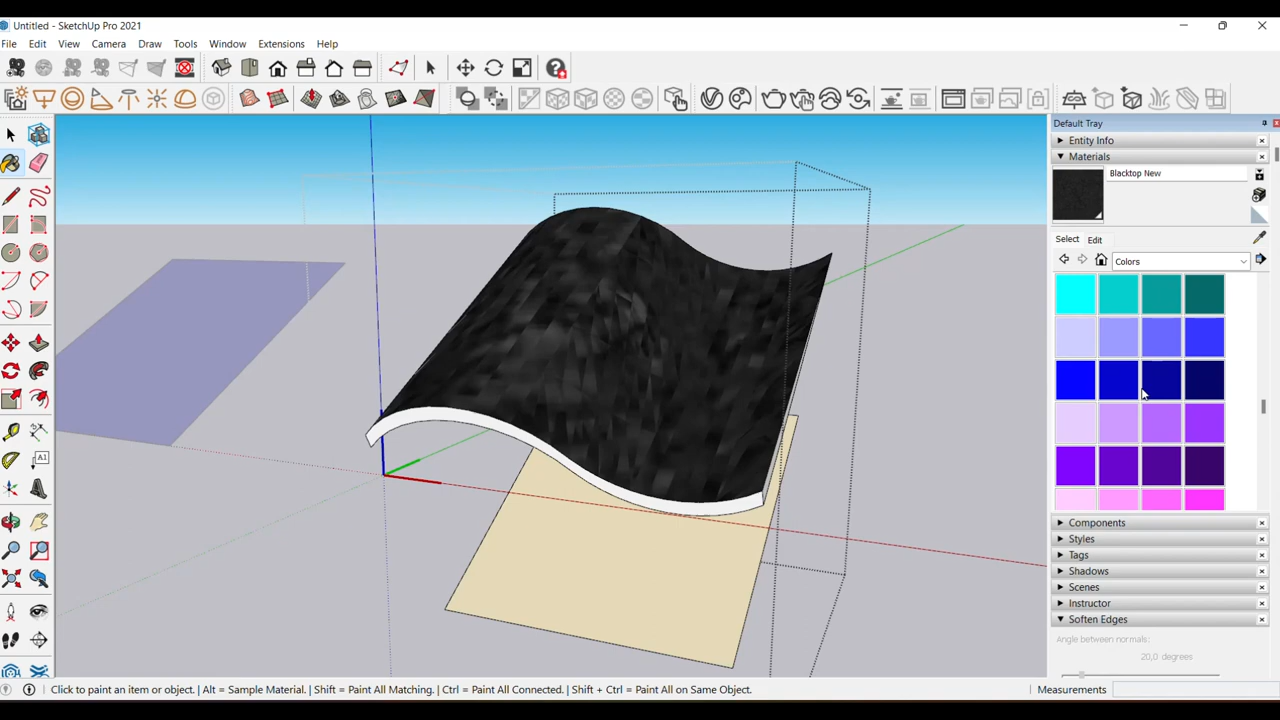 Untitled - SketchUp Pro 2021
File Edit View Camera Draw Tools Window Extensions Help
Default Tray
Entity Info
Materials
Blacktop New
Select Edit
Colors
A1
Components
Styles
Tags
Shadows
Scenes
Instructor
Soften Edges
Angle between normals:
20,0 degrees
Click to paint an item or object. | Alt = Sample Material. | Shift = Paint All Matching. | Ctrl = Paint All Connected. | Shift + Ctrl = Paint All on Same Object.
Measurements